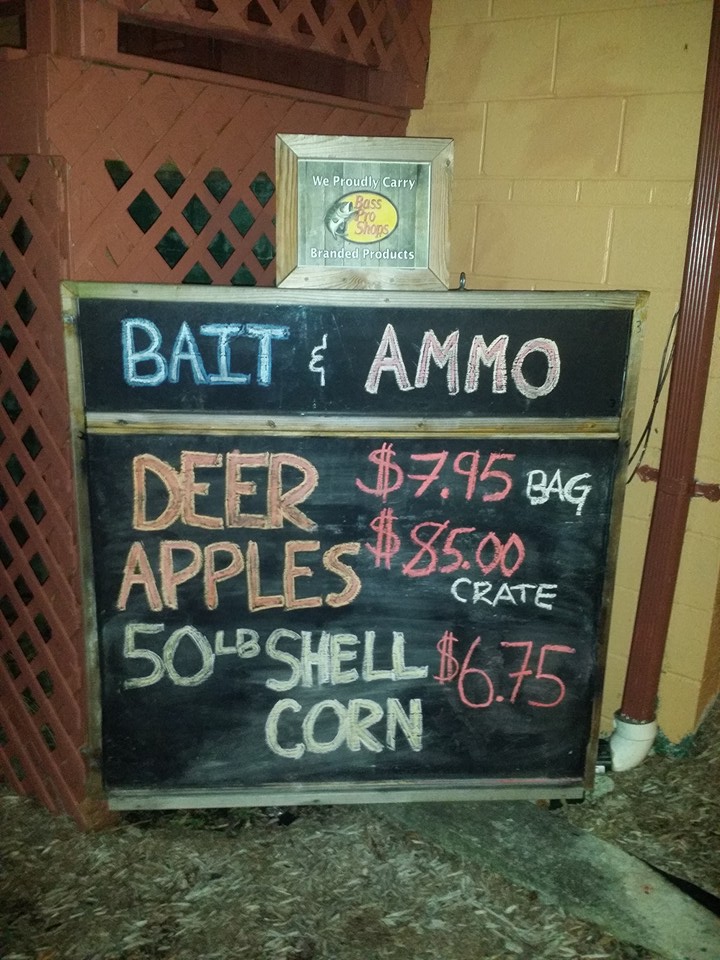 We Proudly Carry
Bass
Pro
Shops
Branded Products
BAIT & AMMO
DEER $7.95 BAG
APPLES $85.00
CRATE
50LB SHELL $6.75
CORN